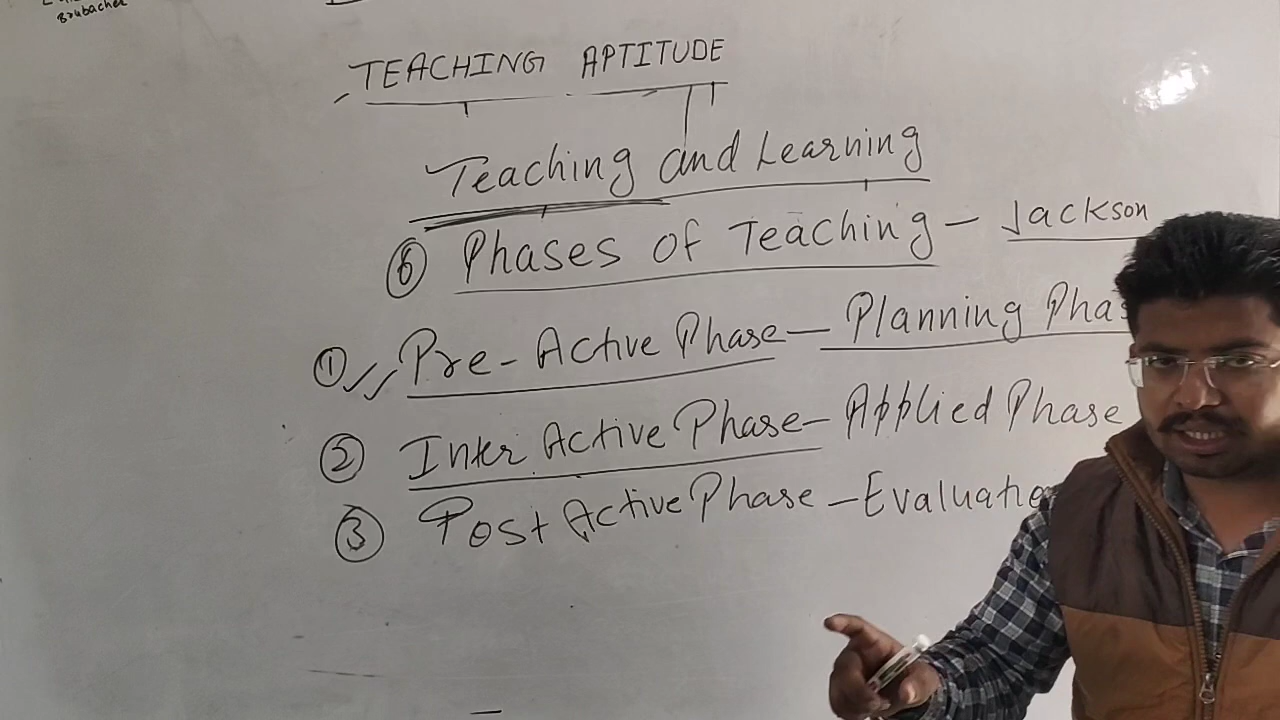 Brubacher
TEACHING APTITUDE
Teaching and Learning
⑥ Phases of Teaching - Jackson
① Pre-Active Phase - Planning Phas
② Inter Active Phase - Applied Phase
③ Post Active Phase - Evaluatio